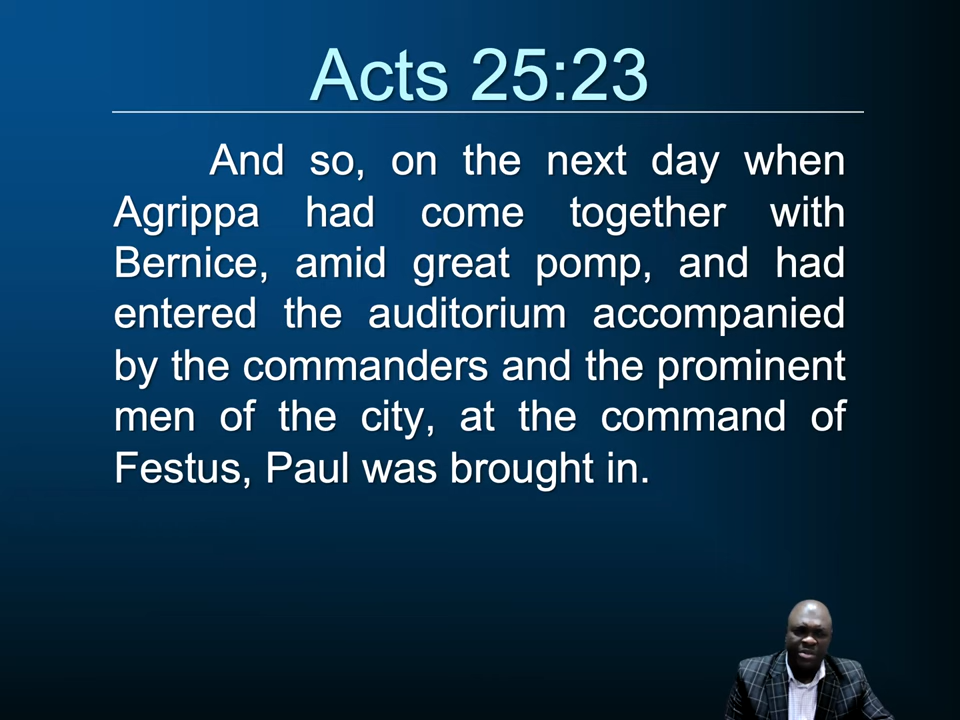 Acts 25:23
And so, on the next day when
Agrippa had come together with
Bernice, amid great pomp, and had
entered the auditorium accompanied
by the commanders and the prominent
men of the city, at the command of
Festus, Paul was brought in.